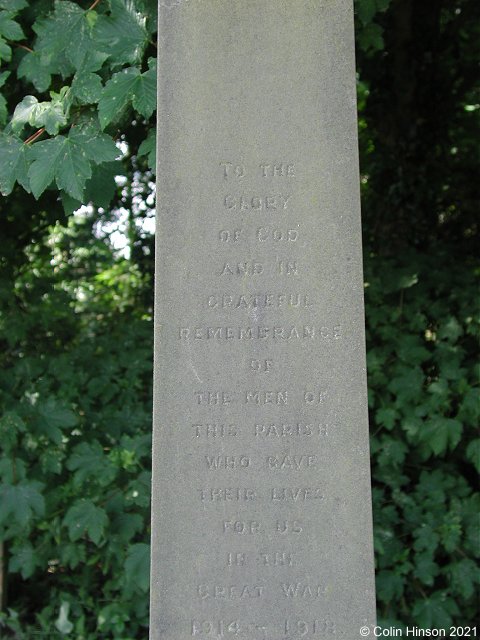 TO THE
GLORY
OF GOD
AND IN
GRATEFUL
REMEMBRANCE
OF
THE MEN OF
THIS PARISH
WHO GAVE
THEIR LIVES
FOR US
IN THE
GREAT WAR
1914 - 1918
© Colin Hinson 2021